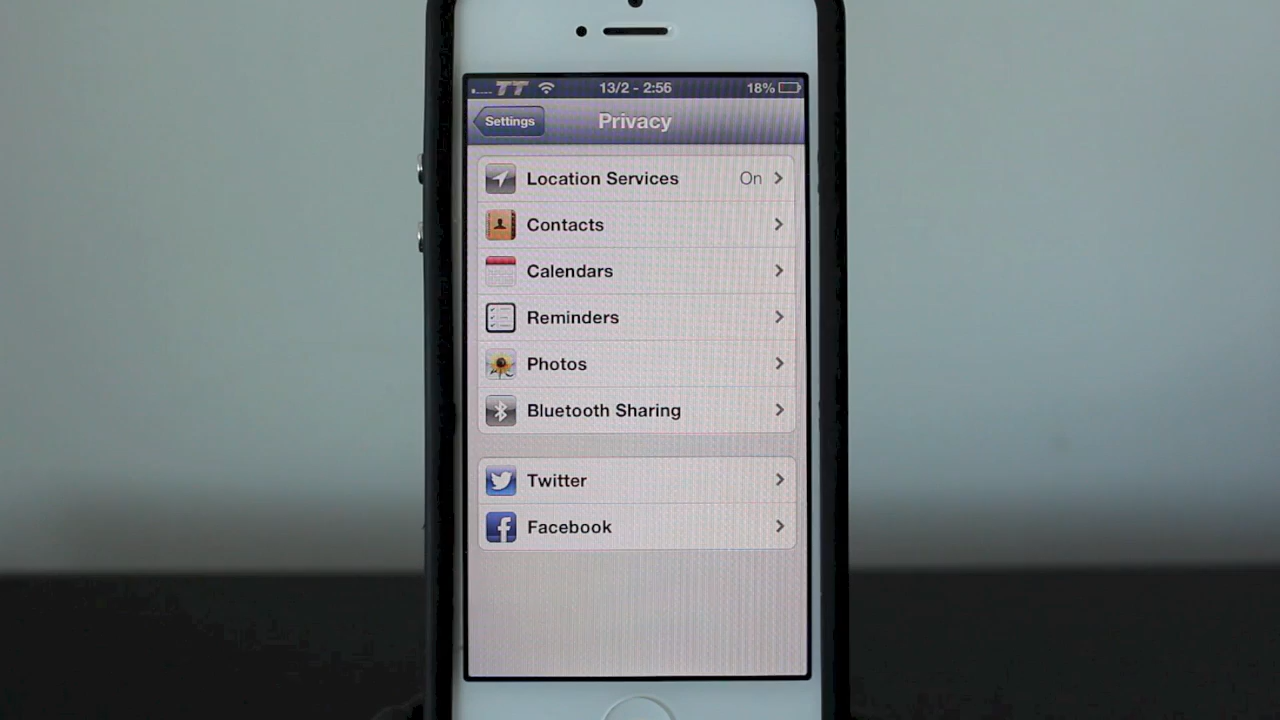 TT 13/2 - 2:56 18%
Settings Privacy
Location Services On
Contacts
Calendars
Reminders
Photos
Bluetooth Sharing
Twitter
Facebook